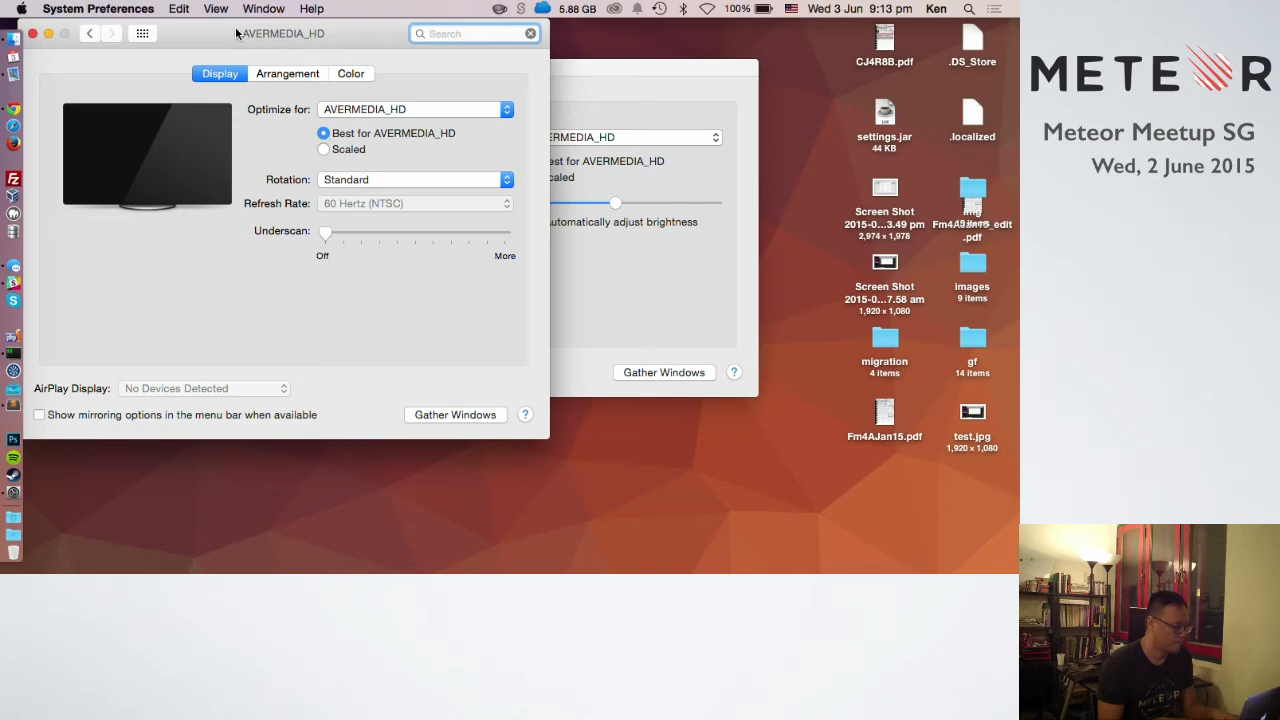 System Preferences Edit View Window Help
5.88 GB 100% Wed 3 Jun 9:13 pm Ken
AVERMEDIA_HD
Search
Display Arrangement Color
Optimize for: AVERMEDIA_HD
Best for AVERMEDIA_HD
Scaled
Rotation: Standard
Refresh Rate: 60 Hertz (NTSC)
Underscan:
Off More
AirPlay Display: No Devices Detected
Show mirroring options in the menu bar when available
Gather Windows ?
ERMEDIA_HD
est for AVERMEDIA_HD
caled
utomatically adjust brightness
Gather Windows ?
CJ4R8B.pdf
.DS_Store
settings.jar
44 KB
.localized
Screen Shot
2015-0...3.49 pm
2,974 × 1,978
Fm4AJan15_edit
.pdf
Screen Shot
2015-0...7.58 am
1,920 × 1,080
images
9 items
migration
4 items
gf
14 items
Fm4AJan15.pdf
test.jpg
1,920 × 1,080
METEOR
Meteor Meetup SG
Wed, 2 June 2015